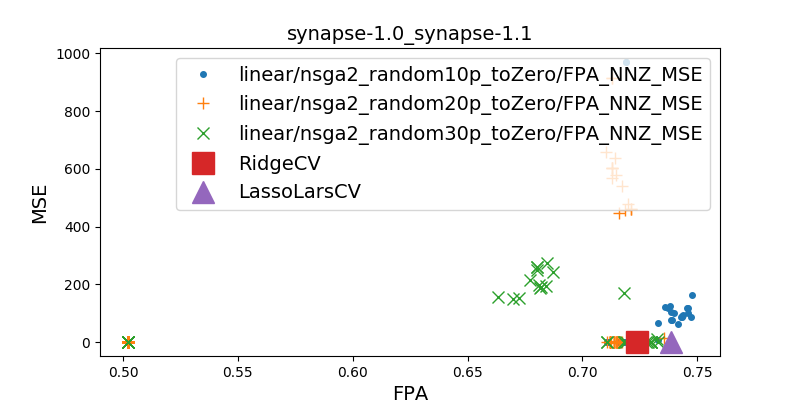 synapse-1.0_synapse-1.1
1000
800
600
400
200
0
MSE
linear/nsga2_random10p_toZero/FPA_NNZ_MSE
linear/nsga2_random20p_toZero/FPA_NNZ_MSE
linear/nsga2_random30p_toZero/FPA_NNZ_MSE
RidgeCV
LassoLarsCV
0.50 0.55 0.60 0.65 0.70 0.75
FPA